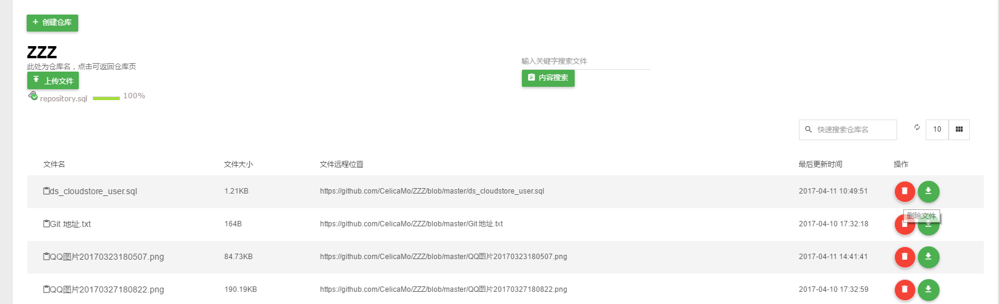 创建仓库
ZZZ
此处为仓库名，点击可返回仓库页
输入关键字搜索文件
上传文件
内容搜索
repository.sql 100%
快速搜索仓库名 10
文件名 文件大小 文件远程位置 最后更新时间 操作
ds_cloudstore_user.sql 1.21KB https://github.com/CelicaMo/ZZZ/blob/master/ds_cloudstore_user.sql 2017-04-11 10:49:51
删除文件
Git 地址.txt 164B https://github.com/CelicaMo/ZZZ/blob/master/Git 地址.txt 2017-04-10 17:32:18
QQ图片20170323180507.png 84.73KB https://github.com/CelicaMo/ZZZ/blob/master/QQ图片20170323180507.png 2017-04-11 14:41:41
QQ图片20170327180822.png 190.19KB https://github.com/CelicaMo/ZZZ/blob/master/QQ图片20170327180822.png 2017-04-10 17:32:59